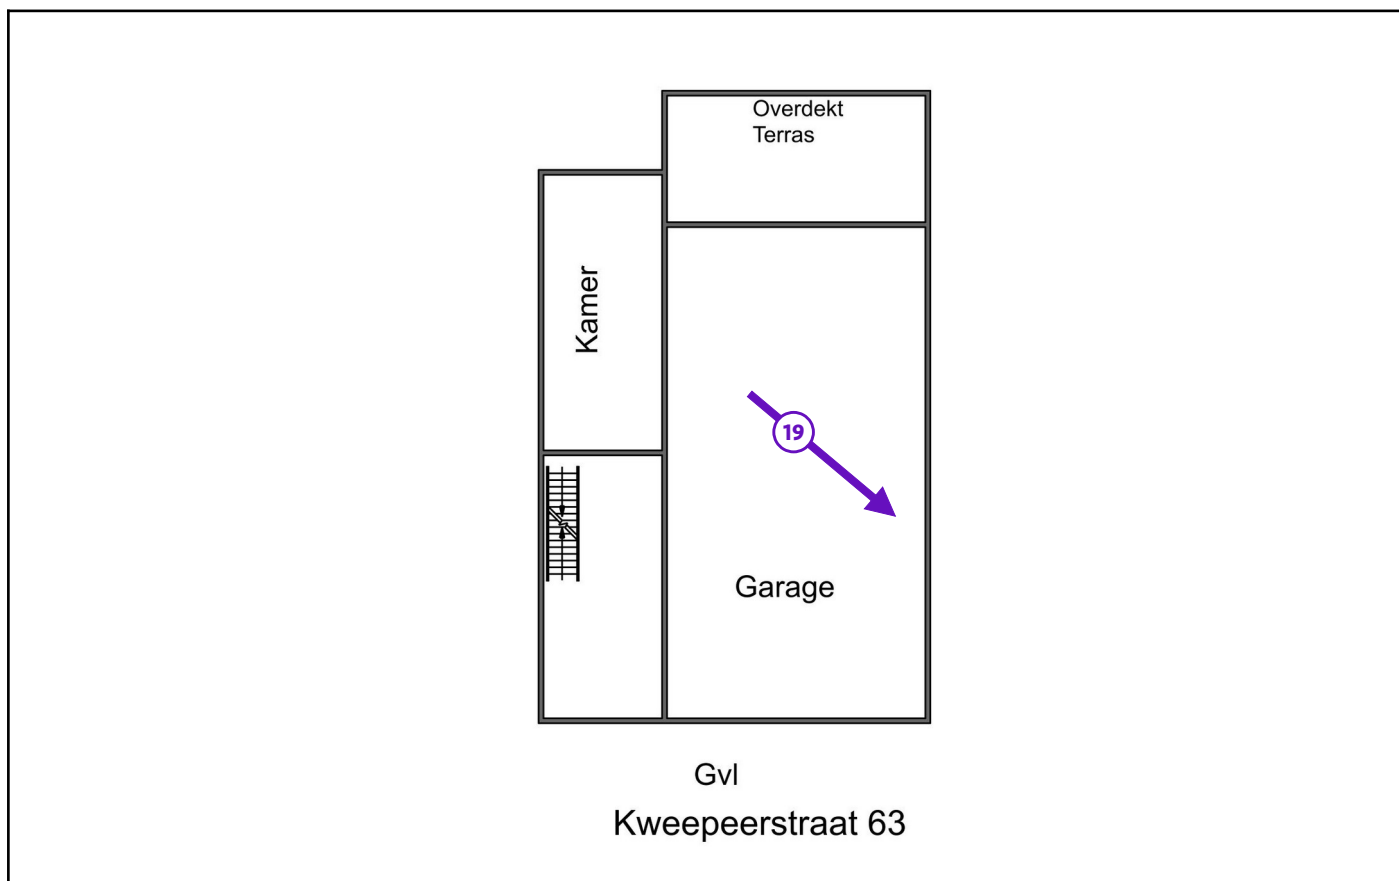 Overdekt
Terras
Kamer
19
Garage
Gvl
Kweepeerstraat 63